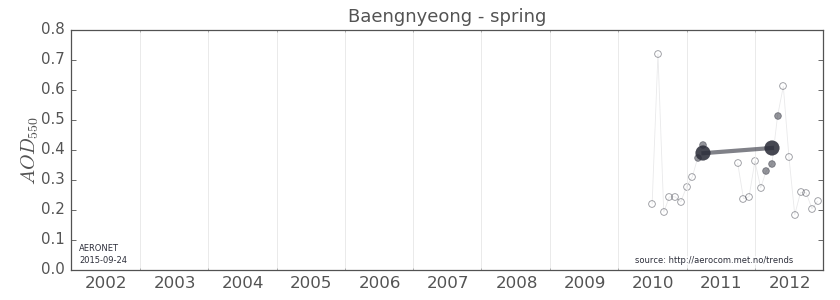 Baengnyeong - spring
0.8
0.7
0.6
0.5
0.4
0.3
0.2
0.1
0.0
AOD550
AERONET
2015-09-24
source: http://aerocom.met.no/trends
2002 2003 2004 2005 2006 2007 2008 2009 2010 2011 2012